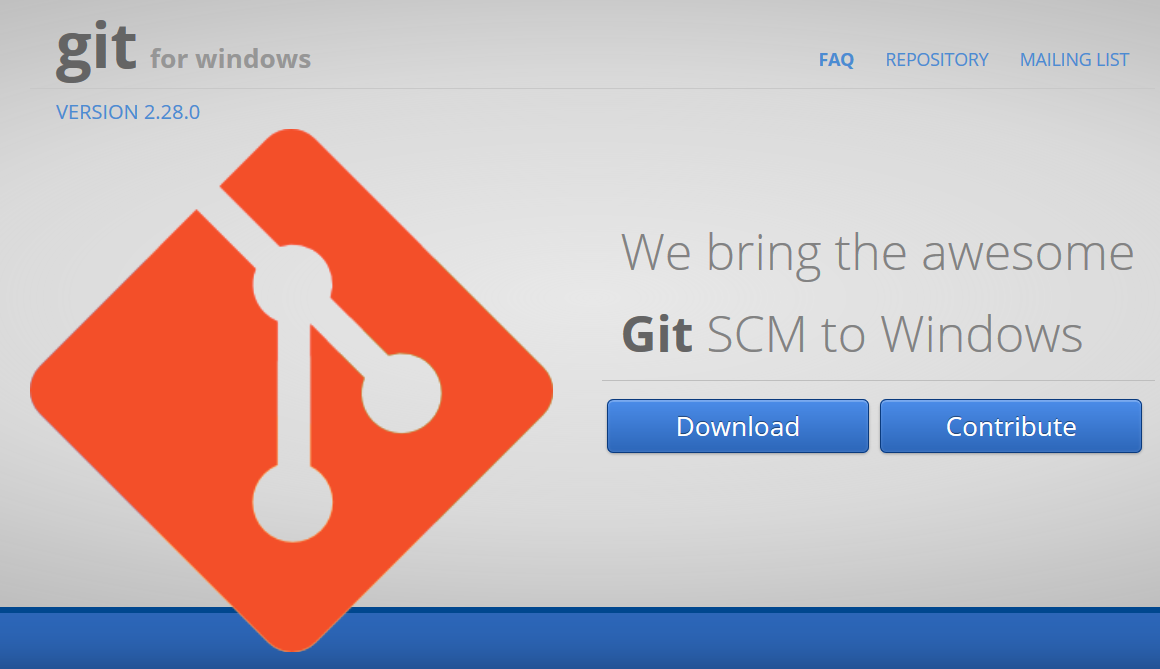 git for windows
FAQ REPOSITORY MAILING LIST
VERSION 2.28.0
We bring the awesome
Git SCM to Windows
Download Contribute